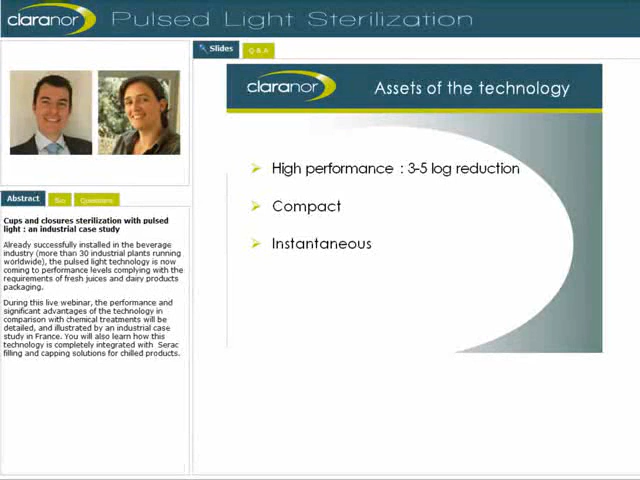 claranor Pulsed Light Sterilization
Slides Q & A
claranor Assets of the technology
High performance : 3-5 log reduction
Compact
Instantaneous
Abstract Bio Questions
Cups and closures sterilization with pulsed
light : an industrial case study
Already successfully installed in the beverage
industry (more than 30 industrial plants running
worldwide), the pulsed light technology is now
coming to performance levels complying with the
requirements of fresh juices and dairy products
packaging.
During this live webinar, the performance and
significant advantages of the technology in
comparison with chemical treatments will be
detailed, and illustrated by an industrial case
study in France. You will also learn how this
technology is completely integrated with Serac
filling and capping solutions for chilled products.